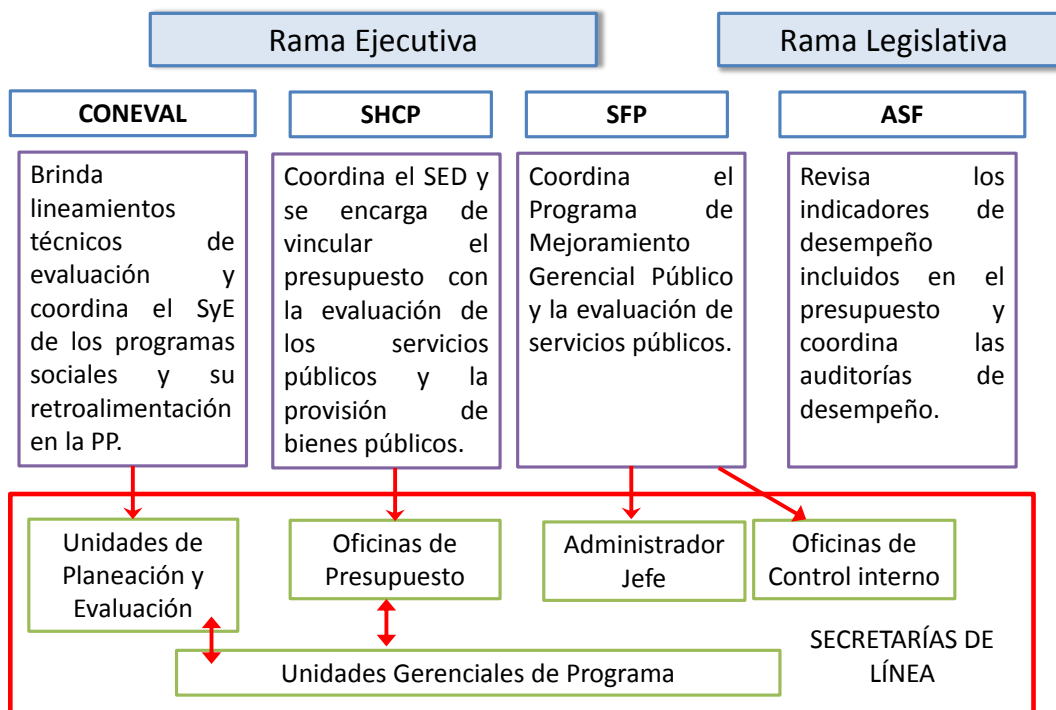 Rama Ejecutiva
Rama Legislativa
CONEVAL
SHCP
SFP
ASF
Brinda
lineamientos
técnicos de
evaluación y
coordina el SyE
de los programas
sociales y su
retroalimentación
en la PP.
Coordina el SED y
se encarga de
vincular el
presupuesto con
la evaluación de
los servicios
públicos y la
provisión de
bienes públicos.
Coordina el
Programa de
Mejoramiento
Gerencial Público
y la evaluación de
servicios públicos.
Revisa los
indicadores de
desempeño
incluidos en el
presupuesto y
coordina las
auditorías de
desempeño.
Unidades de
Planeación y
Evaluación
Oficinas de
Presupuesto
Administrador
Jefe
Oficinas de
Control interno
Unidades Gerenciales de Programa
SECRETARÍAS DE
LÍNEA